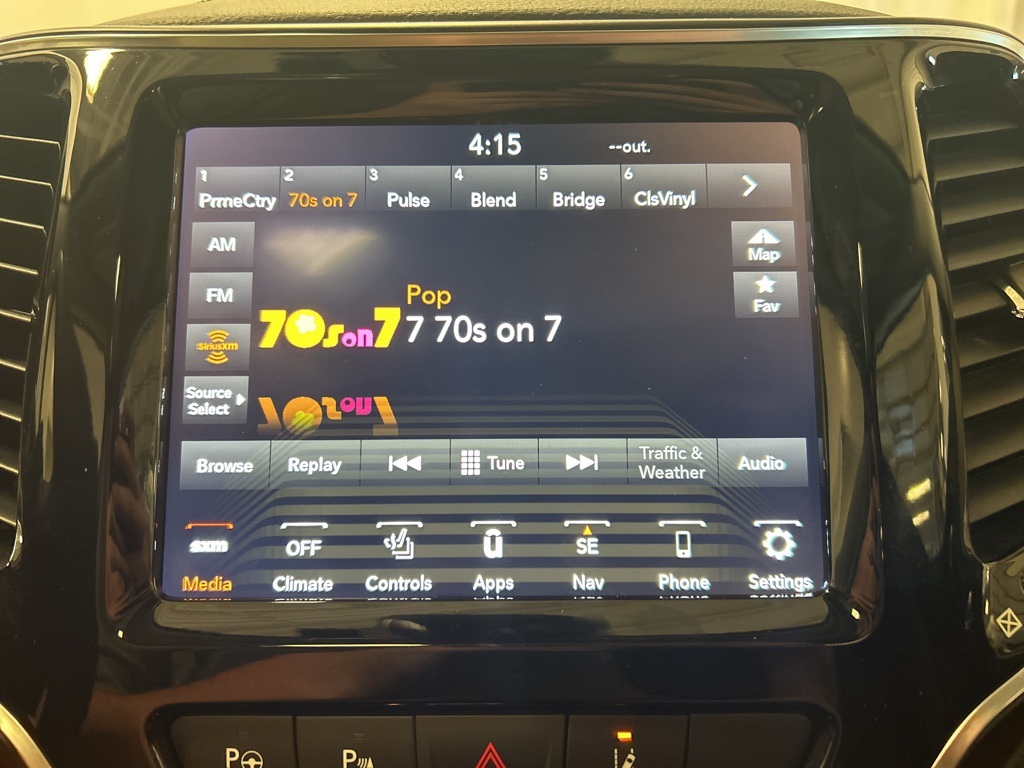 4:15 --out.
1 2 3 4 5 6
PrmeCtry 70s on 7 Pulse Blend Bridge ClsVinyl
AM
Map
FM
Fav
Pop
70s on 7 7 70s on 7
SiriusXM
Source
Select
Browse Replay Tune Traffic &
Weather Audio
sxm OFF SE
Media Climate Controls Apps Nav Phone Settings
P P